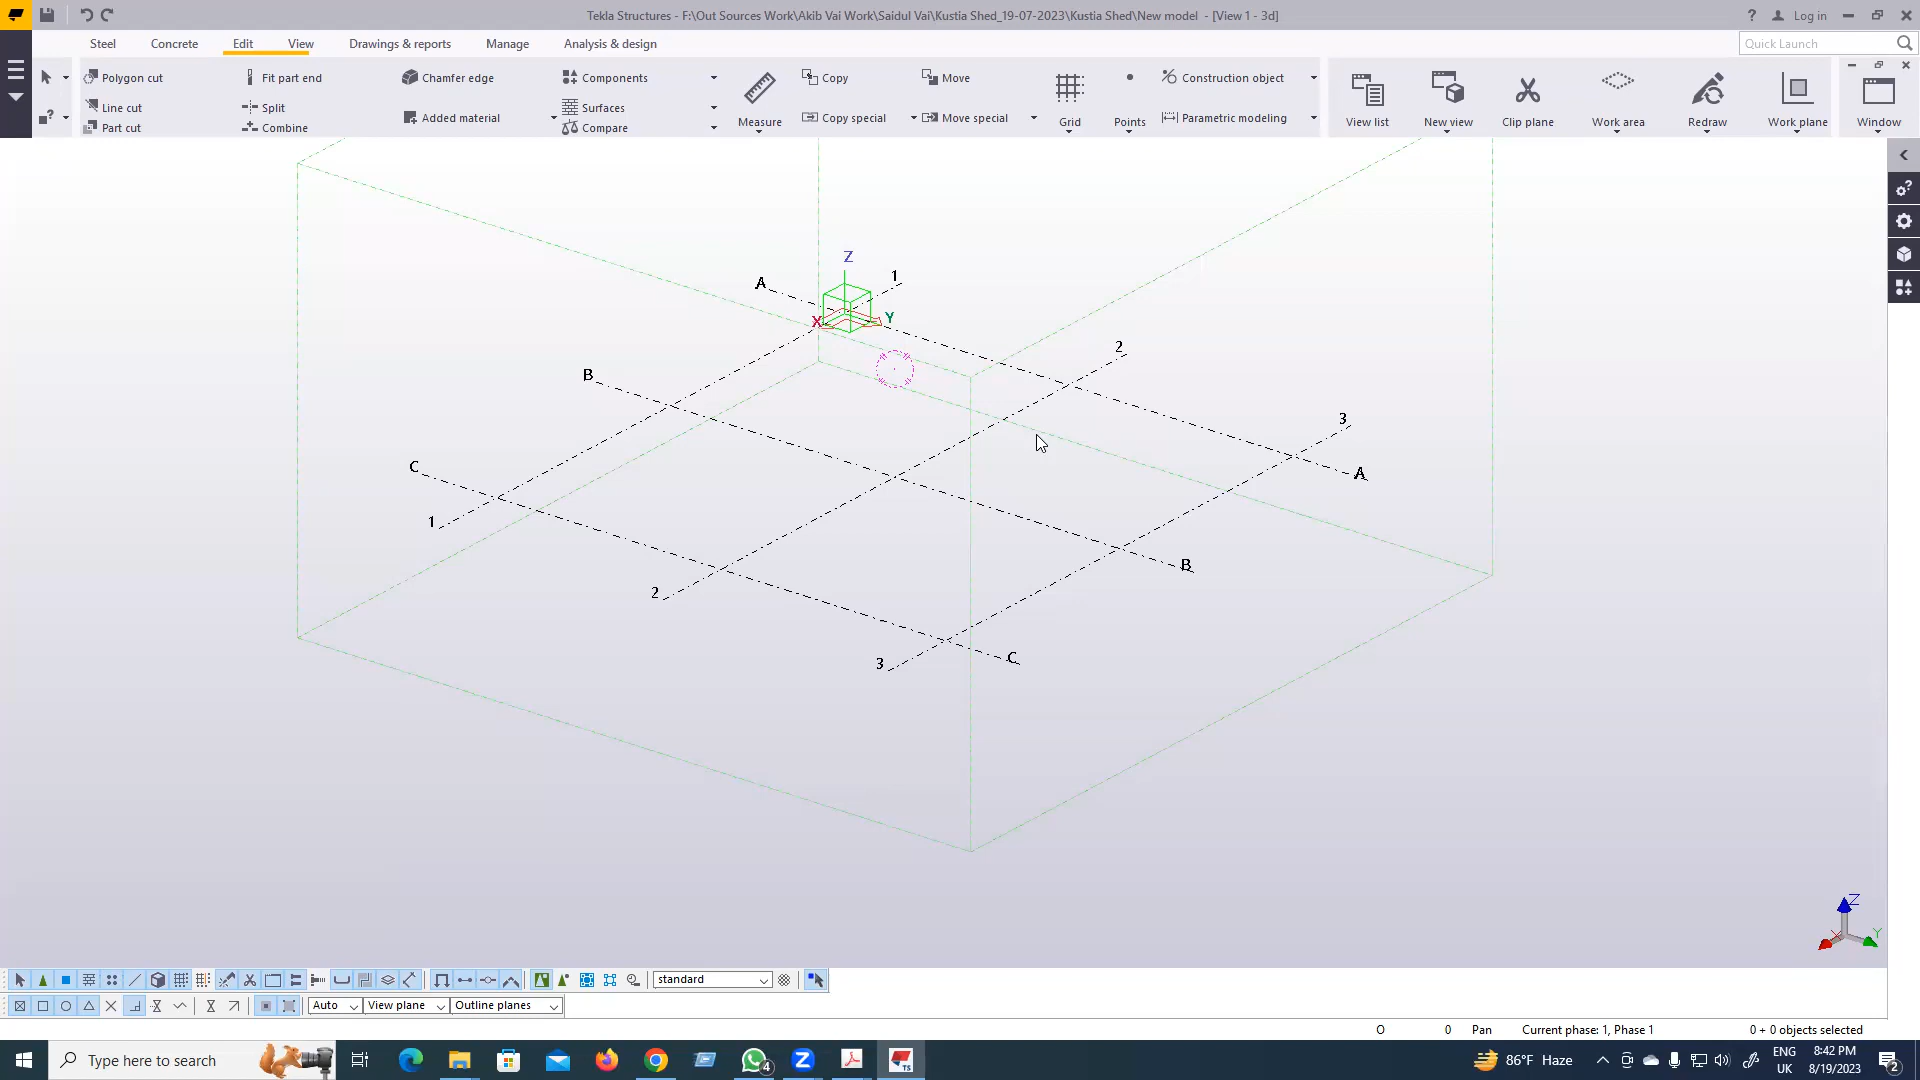 Tekla Structures - F:\Out Sources Work\Akib Vai Work\Saidul Vai\Kustia Shed_19-07-2023\Kustia Shed\New model - [View 1 - 3d]
? Log in
Steel Concrete Edit View Drawings & reports Manage Analysis & design
Quick Launch
Polygon cut Fit part end Chamfer edge Components Copy Move Construction object
Line cut Split Surfaces
Added material Copy special Move special Parametric modeling
Measure Grid Points View list New view Clip plane Work area Redraw Work plane Window
Part cut Combine Compare
Z
A 1
X Y
2
B
3
C
A
1
B
2
C
3
Z
X Y
standard
Auto View plane Outline planes
O 0 Pan Current phase: 1, Phase 1 0 + 0 objects selected
Type here to search
4
TS
86°F Haze
ENG
UK
8:42 PM
8/19/2023
2